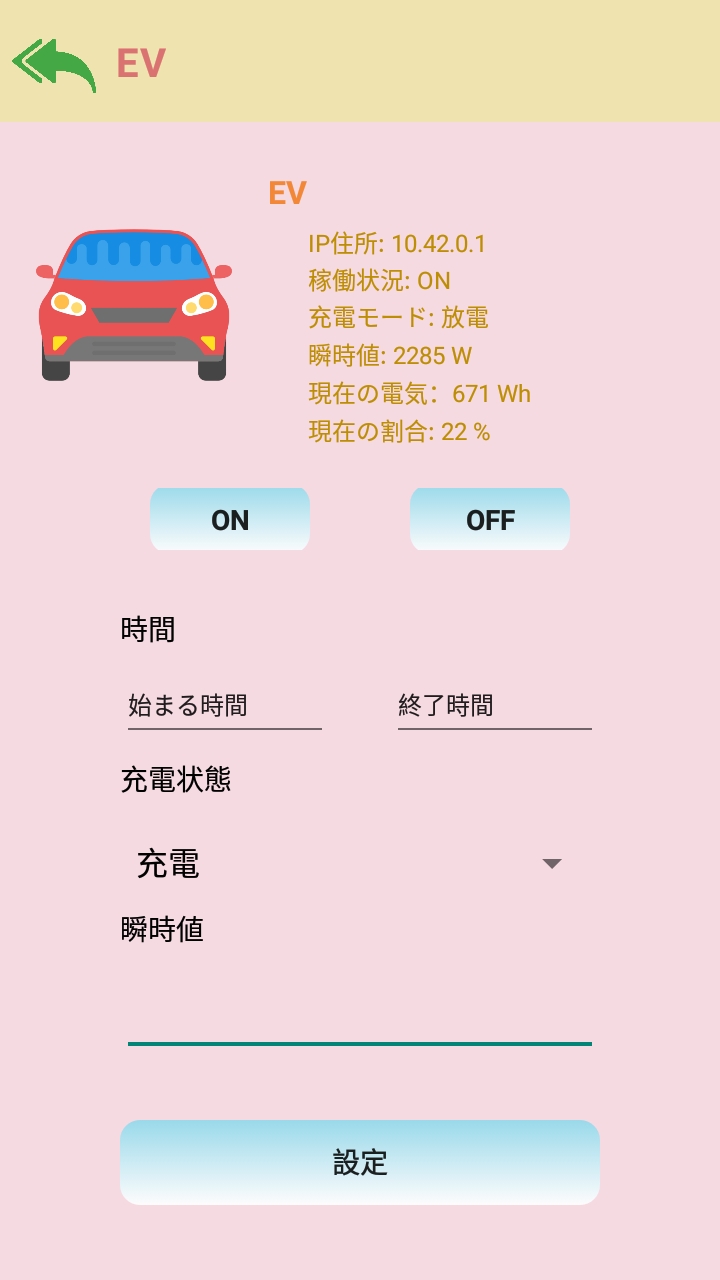 EV
EV
IP住所: 10.42.0.1
稼働状況: ON
充電モード: 放電
瞬時値: 2285 W
現在の電気：671 Wh
現在の割合: 22 %
ON OFF
時間
始まる時間 終了時間
充電状態
充電
瞬時値
設定